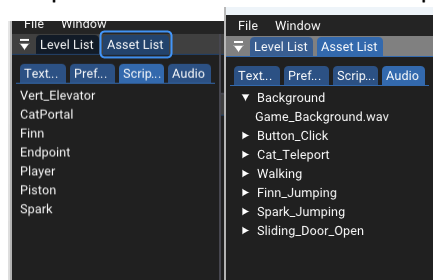 File Window
Level List Asset List
Text... Pref... Scrip... Audio
Vert_Elevator
CatPortal
Finn
Endpoint
Player
Piston
Spark
File Window
Level List Asset List
Text... Pref... Scrip... Audio
Background
Game_Background.wav
Button_Click
Cat_Teleport
Walking
Finn_Jumping
Spark_Jumping
Sliding_Door_Open